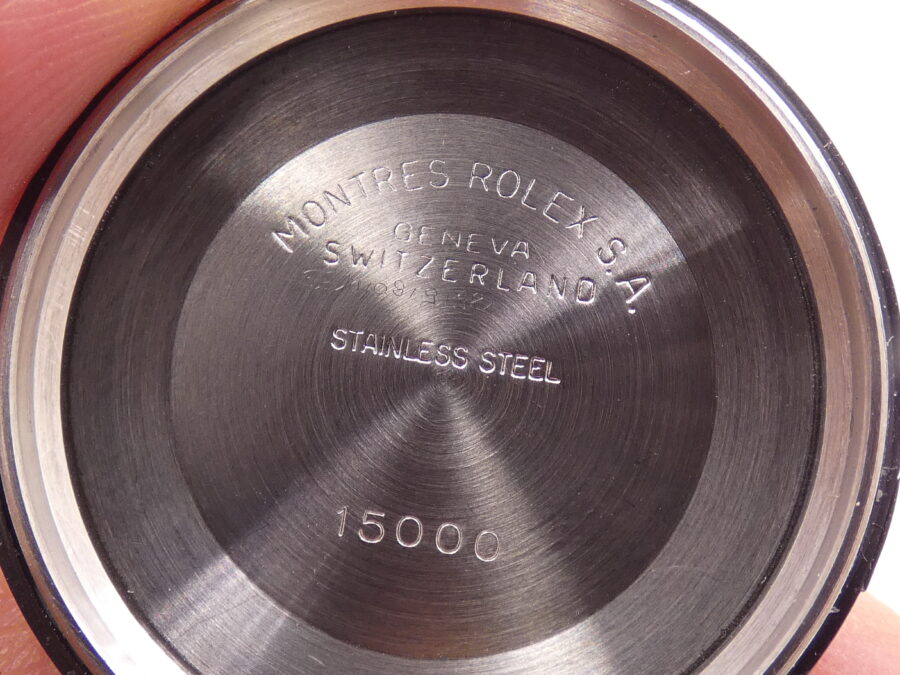 MONTRES ROLEX S.A.
GENEVA
SWITZERLAND
STAINLESS STEEL
15000